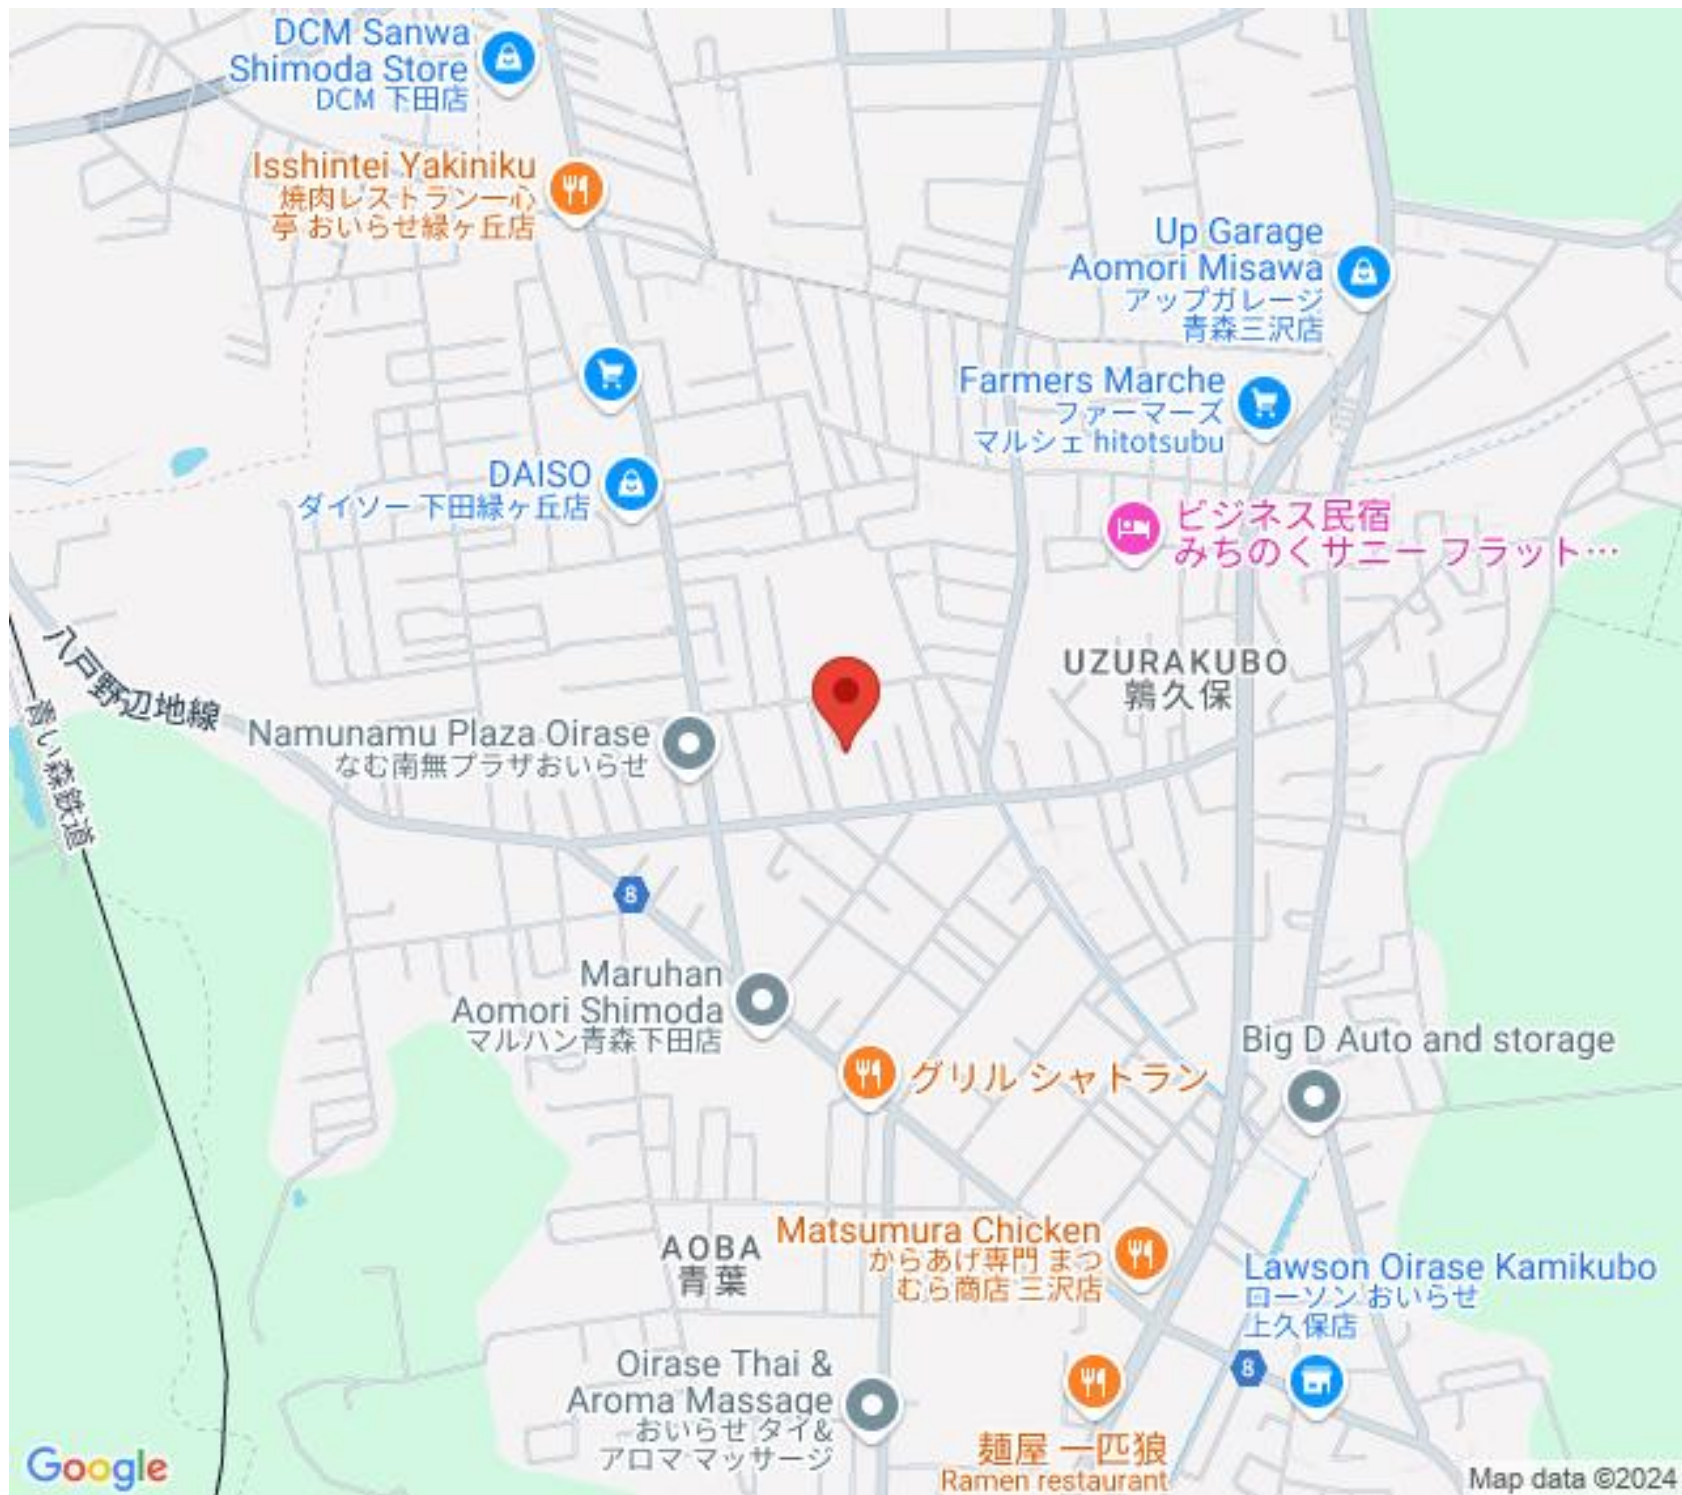 DCM Sanwa
Shimoda Store
DCM 下田店
Isshintei Yakiniku
焼肉レストラン一心
亭 おいらせ緑ヶ丘店
Up Garage
Aomori Misawa
アップガレージ
青森三沢店
Farmers Marche
ファーマーズ
マルシェ hitotsubu
DAISO
ダイソー 下田緑ヶ丘店
ビジネス民宿
みちのくサニー フラット…
八戸野辺地線
青い森鉄道
UZURAKUBO
鶉久保
Namunamu Plaza Oirase
なむ南無プラザおいらせ
8
Maruhan
Aomori Shimoda
マルハン青森下田店
Big D Auto and storage
グリル シャトラン
AOBA
青葉
Matsumura Chicken
からあげ専門 まつ
むら商店 三沢店
Lawson Oirase Kamikubo
ローソン おいらせ
上久保店
8
Oirase Thai &
Aroma Massage
おいらせ タイ&
アロママッサージ
麺屋 一匹狼
Ramen restaurant
Google
Map data ©2024